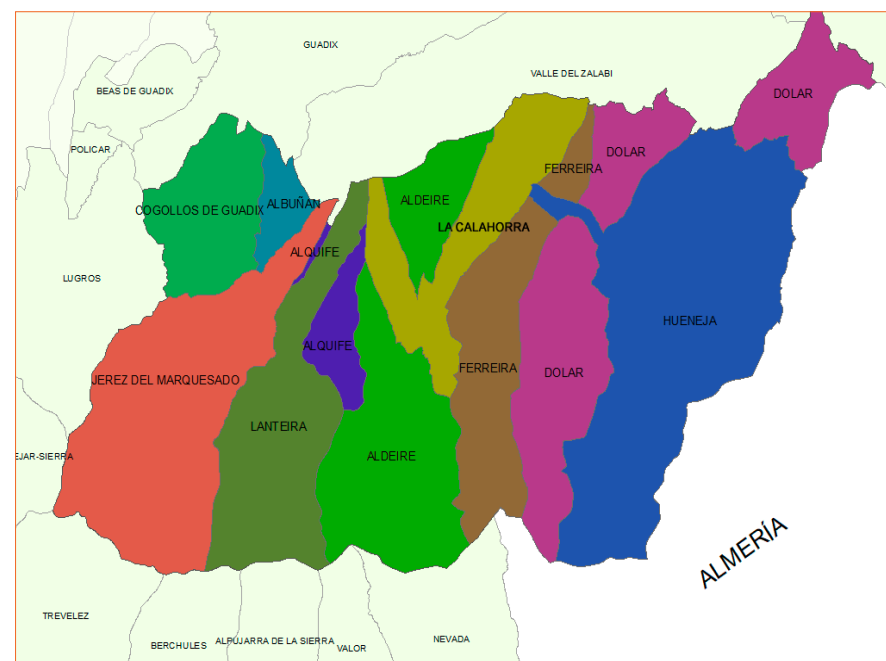 GUADIX
VALLE DEL ZALABI
BEAS DE GUADIX
DOLAR
POLICAR
DOLAR
FERREIRA
ALDEIRE
ALBUÑAN
COGOLLOS DE GUADIX
LA CALAHORRA
ALQUIFE
LUGROS
HUENEJA
ALQUIFE
FERREIRA
DOLAR
JEREZ DEL MARQUESADO
LANTEIRA
EJAR-SIERRA
ALDEIRE
ALMERÍA
TREVELEZ
NEVADA
ALPUJARRA DE LA SIERRA
BERCHULES
VALOR